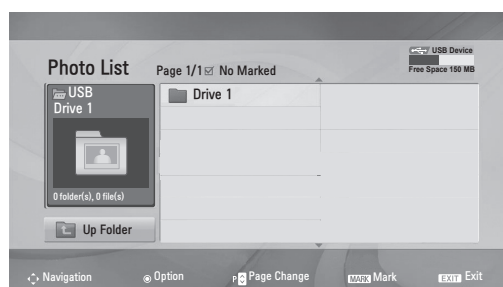 USB Device
Photo List Page 1/1 No Marked
Free Space 150 MB
USB
Drive 1
Drive 1
0 folder(s), 0 file(s)
Up Folder
Navigation
Option
P Page Change
MARK Mark
EXIT Exit